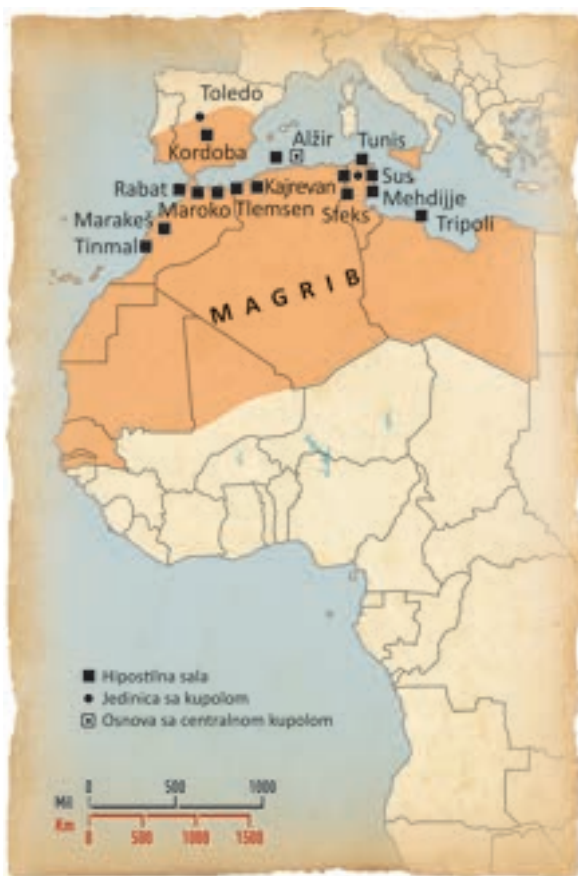 Toledo
Kordoba
Alžir
Tunis
Rabat
Maroko
Tlemsen
Kajrevan
Sus
Mehdijje
Sfeks
Tripoli
Marakeš
Tinmal
MAGRIB
Hipostilna sala
Jedinica sa kupolom
Osnova sa centralnom kupolom
0 500 1000
Mil
Km
0 500 1000 1500